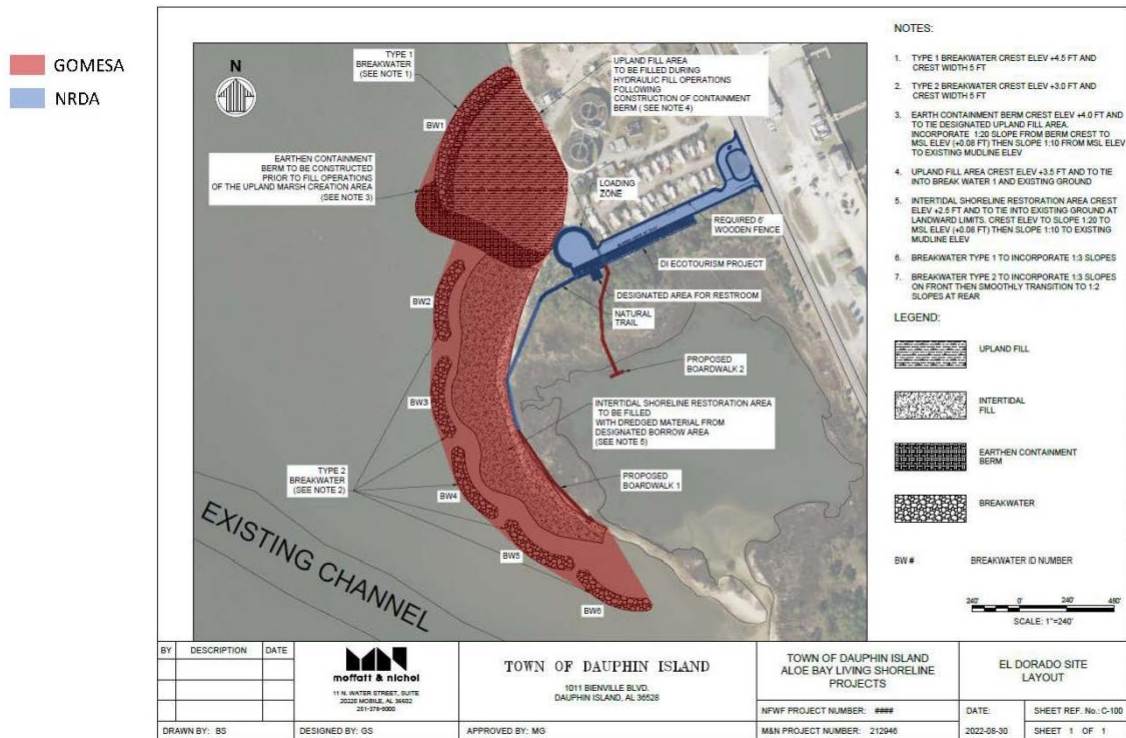 GOMESA
NRDA
N
TYPE 1
BREAKWATER
(SEE NOTE 1)
UPLAND FILL AREA
TO BE FILLED DURING
HYDRAULIC FILL OPERATIONS
FOLLOWING
CONSTRUCTION OF CONTAINMENT
BERM ( SEE NOTE 4)
BW1
EARTHEN CONTAINMENT
BERM TO BE CONSTRUCTED
PRIOR TO FILL OPERATIONS
OF THE UPLAND MARSH CREATION AREA
(SEE NOTE 3)
LOADING
ZONE
REQUIRED 6'
WOODEN FENCE
DI ECOTOURISM PROJECT
DESIGNATED AREA FOR RESTROOM
NATURAL
TRAIL
BW2
PROPOSED
BOARDWALK 2
BW3
INTERTIDAL SHORELINE RESTORATION AREA
TO BE FILLED
WITH DREDGED MATERIAL FROM
DESIGNATED BORROW AREA
(SEE NOTE 5)
TYPE 2
BREAKWATER
(SEE NOTE 2)
PROPOSED
BOARDWALK 1
BW4
BW5
BW6
EXISTING CHANNEL
NOTES:
1. TYPE 1 BREAKWATER CREST ELEV +4.5 FT AND
CREST WIDTH 5 FT
2. TYPE 2 BREAKWATER CREST ELEV +3.0 FT AND
CREST WIDTH 5 FT
3. EARTH CONTAINMENT BERM CREST ELEV +4.0 FT AND
TO TIE DESIGNATED UPLAND FILL AREA.
INCORPORATE 1:20 SLOPE FROM BERM CREST TO
MSL ELEV (+0.08 FT) THEN SLOPE 1:10 FROM MSL ELEV
TO EXISTING MUDLINE ELEV
4. UPLAND FILL AREA CREST ELEV +3.5 FT AND TO TIE
INTO BREAK WATER 1 AND EXISTING GROUND
5. INTERTIDAL SHORELINE RESTORATION AREA CREST
ELEV +2.5 FT AND TO TIE INTO EXISTING GROUND AT
LANDWARD LIMITS. CREST ELEV TO SLOPE 1:20 TO
MSL ELEV (+0.08 FT) THEN SLOPE 1:10 TO EXISTING
MUDLINE ELEV
6. BREAKWATER TYPE 1 TO INCORPORATE 1:3 SLOPES
7. BREAKWATER TYPE 2 TO INCORPORATE 1:3 SLOPES
ON FRONT THEN SMOOTHLY TRANSITION TO 1:2
SLOPES AT REAR
LEGEND:
UPLAND FILL
INTERTIDAL
FILL
EARTHEN CONTAINMENT
BERM
BREAKWATER
BW # BREAKWATER ID NUMBER
240' 0' 240' 480'
SCALE: 1"=240'
BY DESCRIPTION DATE
moffatt & nichol
11 N. WATER STREET, SUITE
20225 MOBILE, AL 36602
DRAWN BY: BS
DESIGNED BY: GS
TOWN OF DAUPHIN ISLAND
1011 BIENVILLE BLVD.
DAUPHIN ISLAND, AL 36528
APPROVED BY: MG
TOWN OF DAUPHIN ISLAND
ALOE BAY LIVING SHORELINE
PROJECTS
NFWF PROJECT NUMBER: ####
M&N PROJECT NUMBER: 212946
EL DORADO SITE
LAYOUT
DATE:
2022-08-30
SHEET REF. No.: C-100
SHEET 1 OF 1